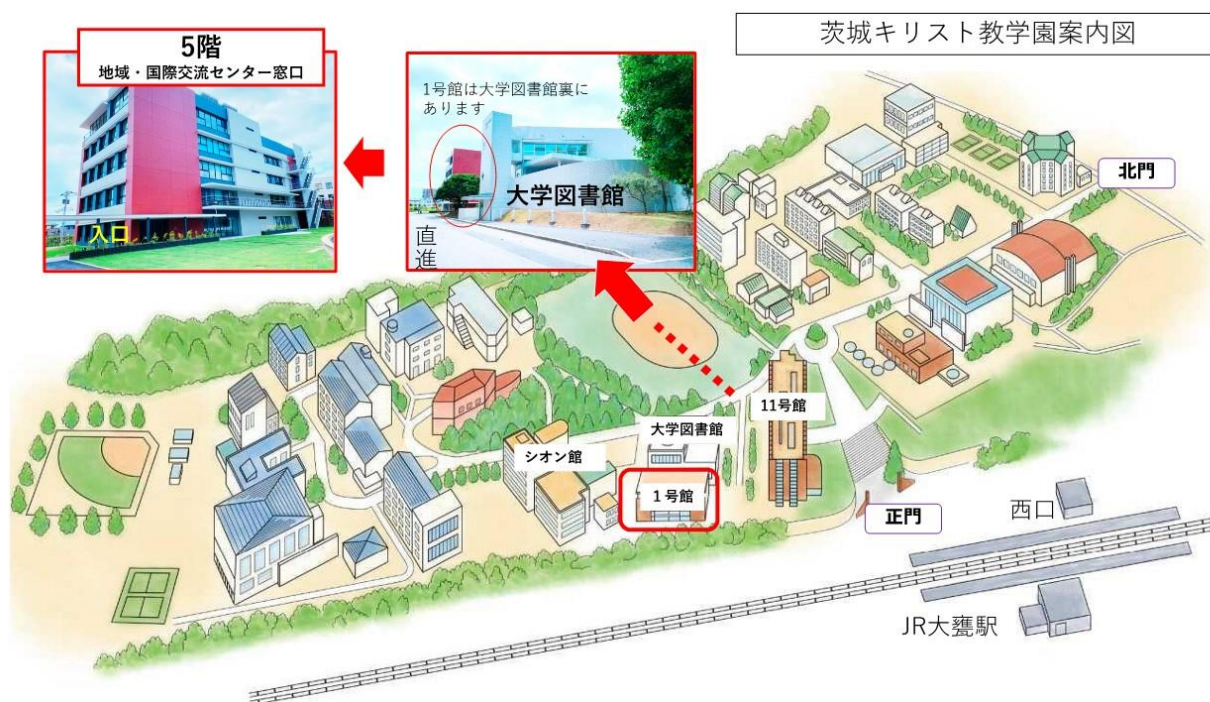 茨城キリスト教学園案内図
5階
地域・国際交流センター窓口
入口
1号館は大学図書館裏に
あります
大学図書館
直進
北門
11号館
大学図書館
シオン館
1号館
正門
西口
JR大甕駅